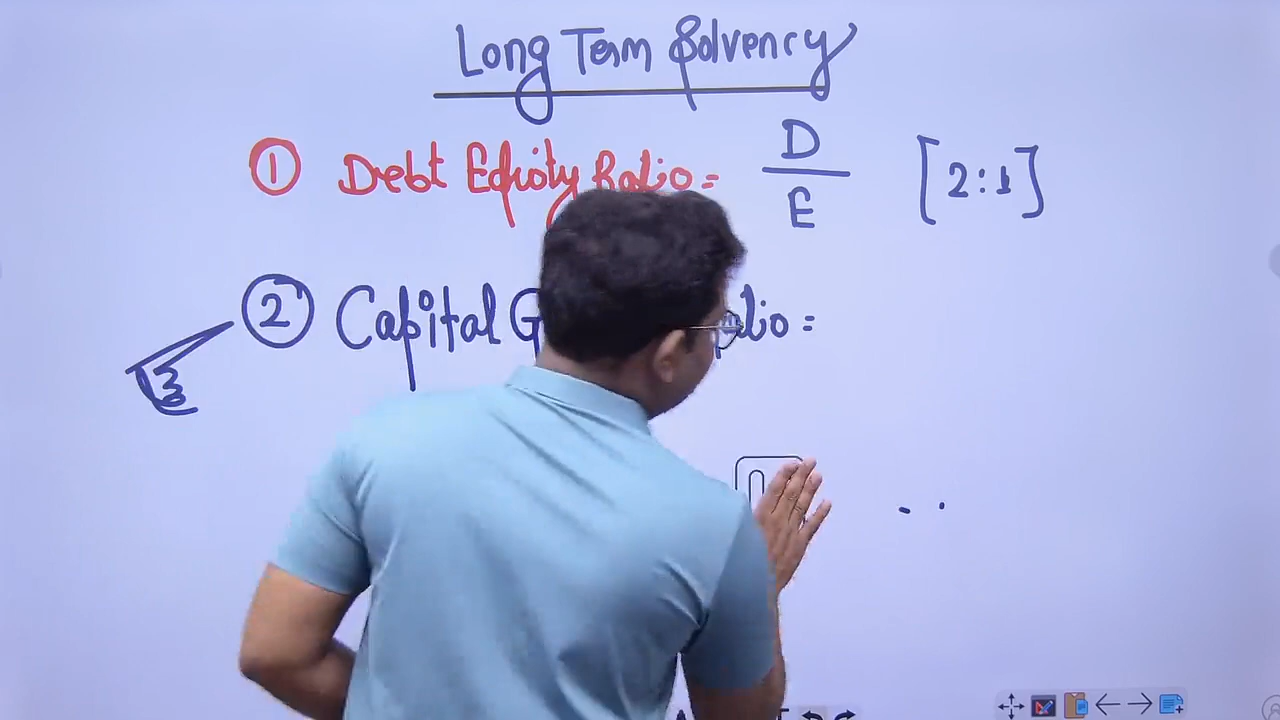 Long Term Solvency
① Debt Equity Ratio = D/E [2:1]
② Capital G